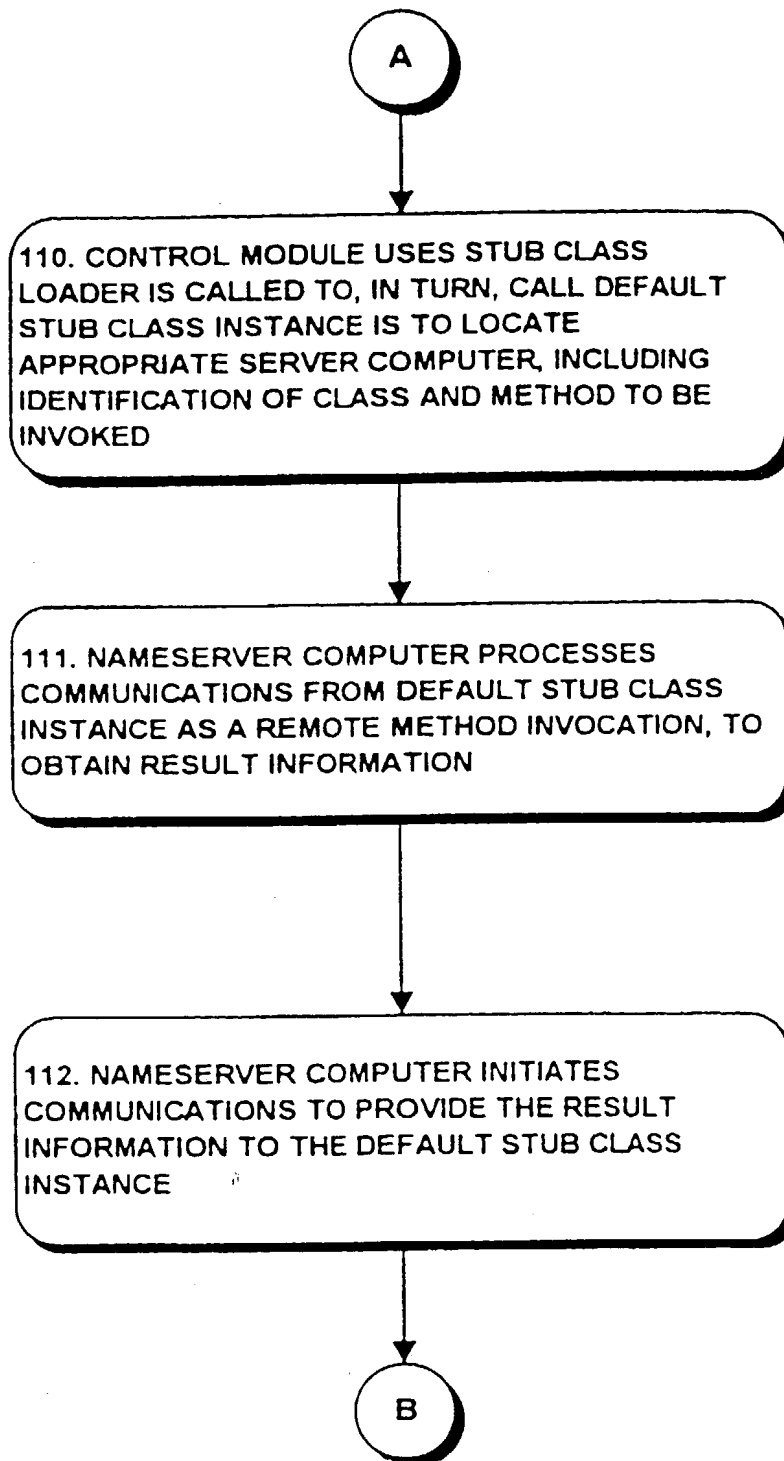 A
110. CONTROL MODULE USES STUB CLASS
LOADER IS CALLED TO, IN TURN, CALL DEFAULT
STUB CLASS INSTANCE IS TO LOCATE
APPROPRIATE SERVER COMPUTER, INCLUDING
IDENTIFICATION OF CLASS AND METHOD TO BE
INVOKED
111. NAMESERVER COMPUTER PROCESSES
COMMUNICATIONS FROM DEFAULT STUB CLASS
INSTANCE AS A REMOTE METHOD INVOCATION, TO
OBTAIN RESULT INFORMATION
112. NAMESERVER COMPUTER INITIATES
COMMUNICATIONS TO PROVIDE THE RESULT
INFORMATION TO THE DEFAULT STUB CLASS
INSTANCE
B